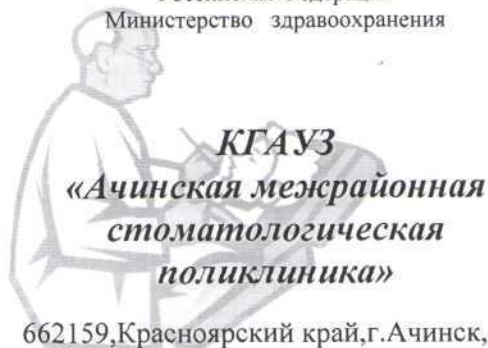 Министерство здравоохранения
КГАУЗ
«Ачинская межрайонная
стоматологическая
поликлиника»
662159,Красноярский край,г.Ачинск,